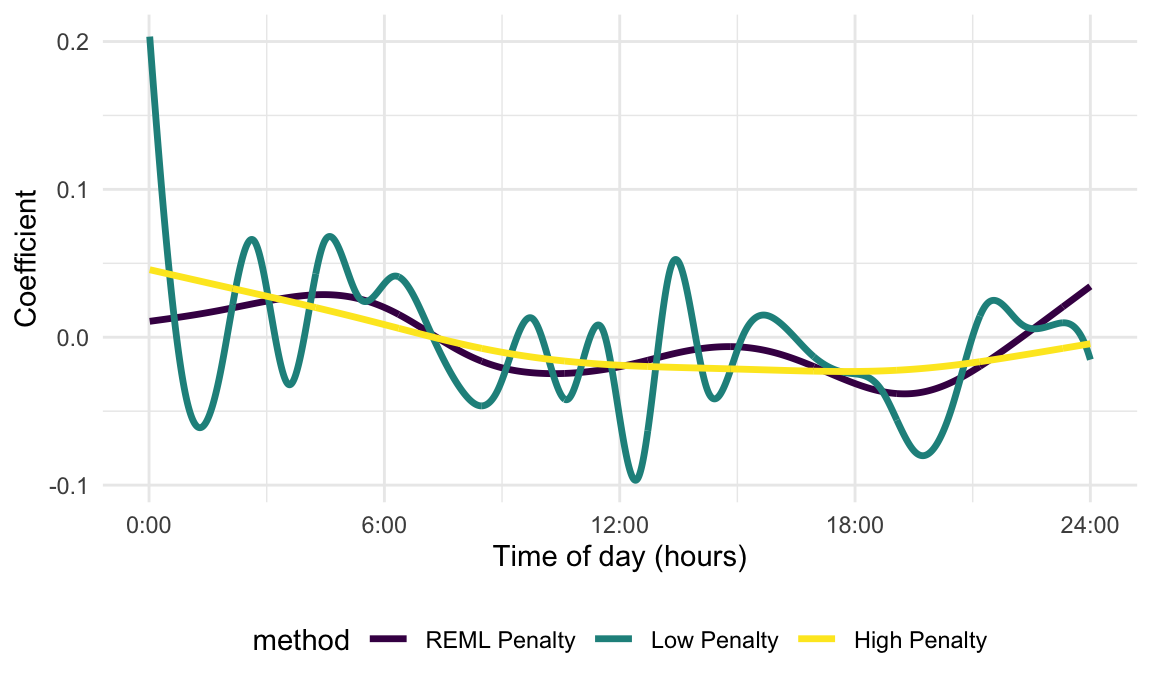 0.2
0.1
0.0
-0.1
Coefficient
0:00 6:00 12:00 18:00 24:00
Time of day (hours)
method REML Penalty Low Penalty High Penalty